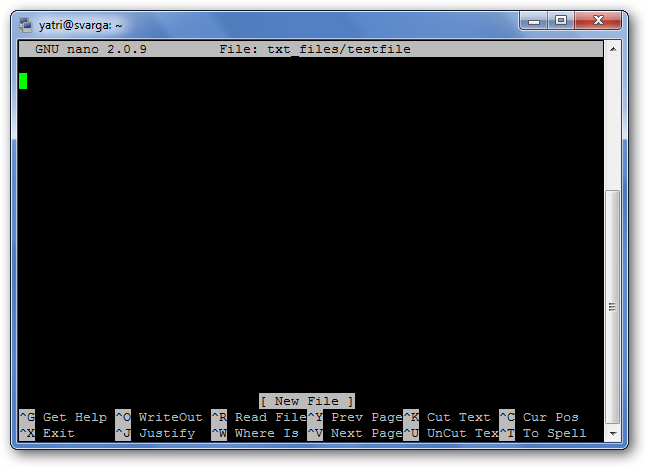 yatri@svarga: ~
GNU nano 2.0.9 File: txt_files/testfile
[ New File ]
^G Get Help ^O WriteOut ^R Read File^Y Prev Page^K Cut Text ^C Cur Pos
^X Exit ^J Justify ^W Where Is ^V Next Page^U UnCut Tex^T To Spell